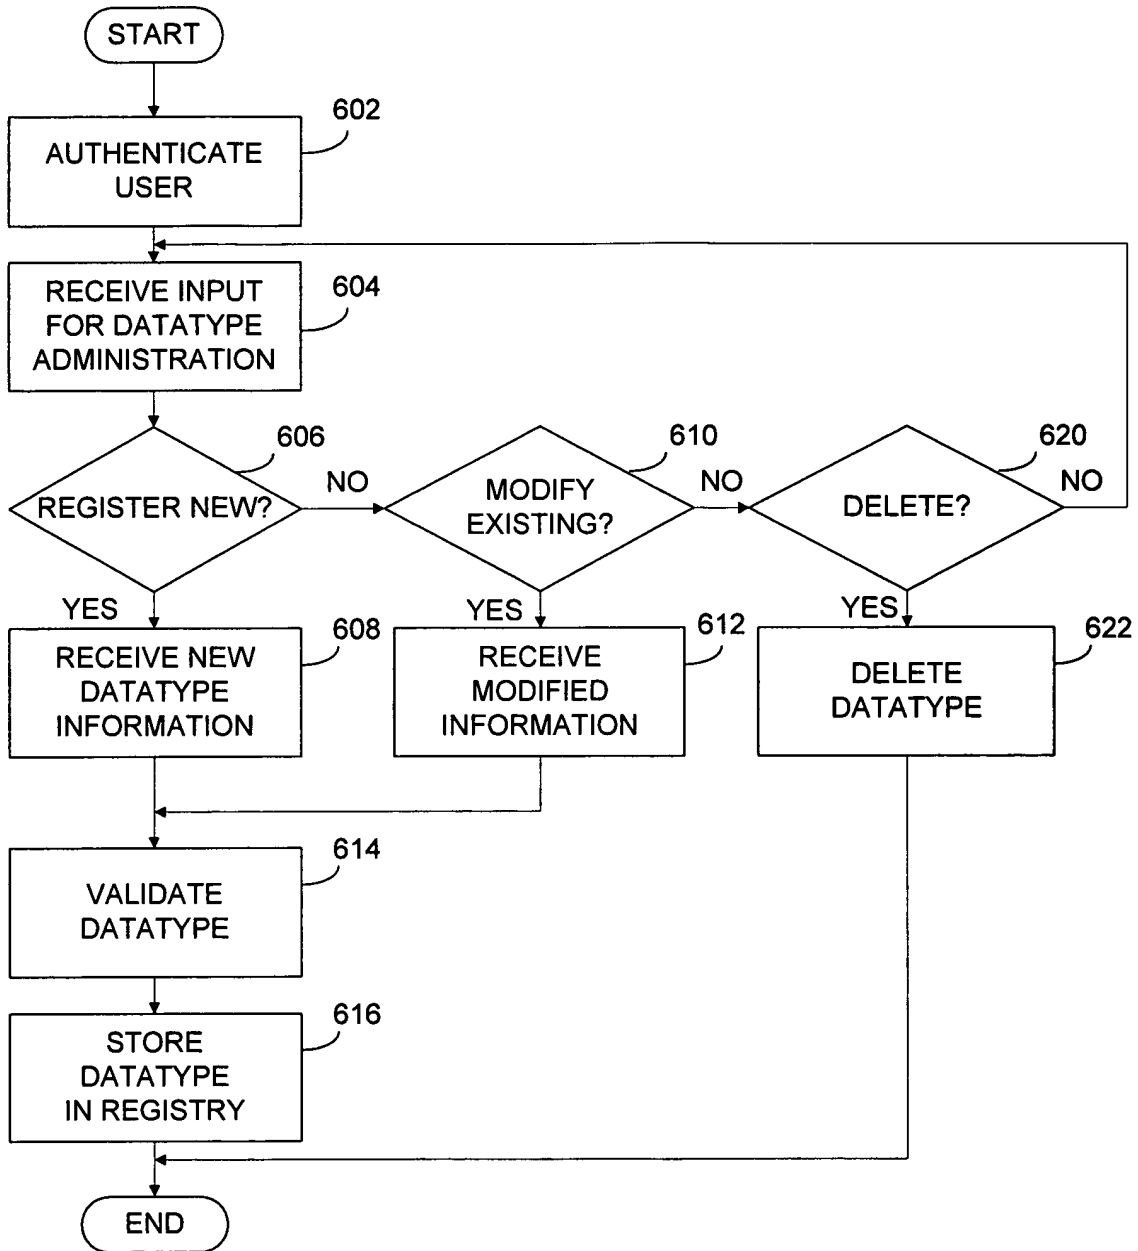 START
602
AUTHENTICATE
USER
604
RECEIVE INPUT
FOR DATATYPE
ADMINISTRATION
606
REGISTER NEW?
NO
610
MODIFY
EXISTING?
NO
620
DELETE?
NO
YES
YES
YES
608
RECEIVE NEW
DATATYPE
INFORMATION
612
RECEIVE
MODIFIED
INFORMATION
622
DELETE
DATATYPE
614
VALIDATE
DATATYPE
616
STORE
DATATYPE
IN REGISTRY
END